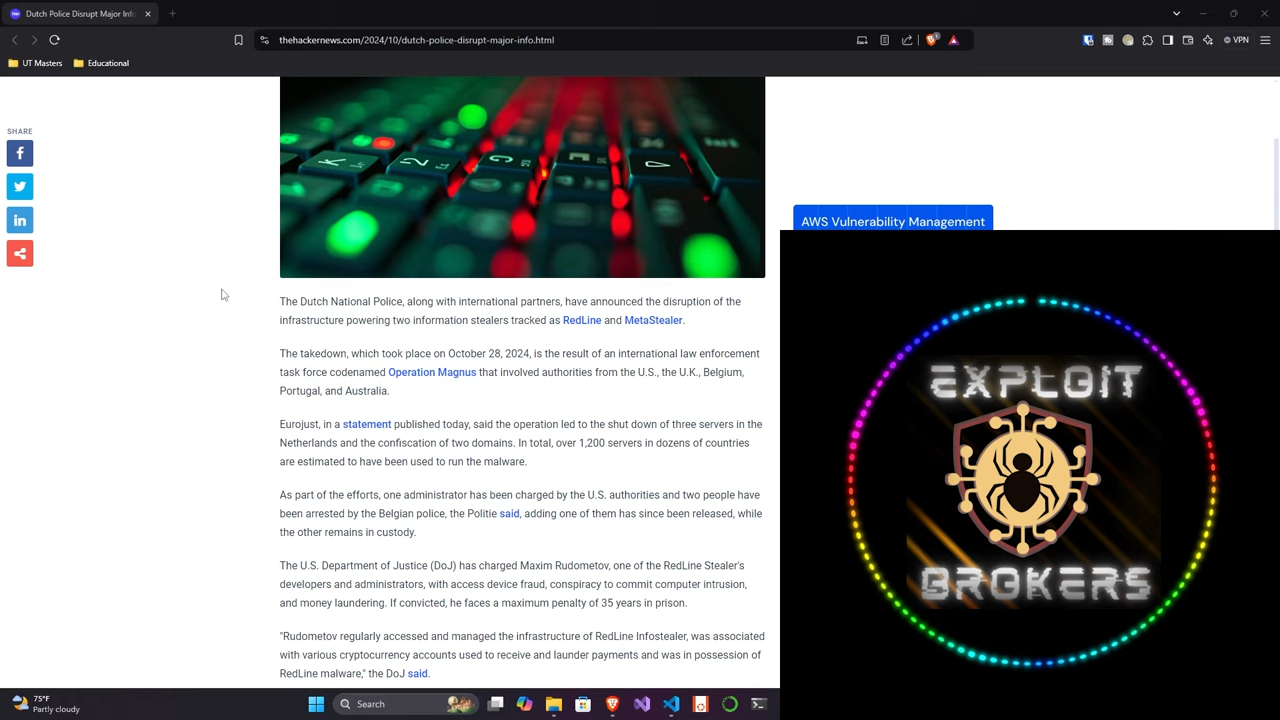 Dutch Police Disrupt Major Info
thehackernews.com/2024/10/dutch-police-disrupt-major-info.html
VPN
UT Masters
Educational
SHARE
AWS Vulnerability Management
The Dutch National Police, along with international partners, have announced the disruption of the
infrastructure powering two information stealers tracked as RedLine and MetaStealer.
The takedown, which took place on October 28, 2024, is the result of an international law enforcement
task force codenamed Operation Magnus that involved authorities from the U.S., the U.K., Belgium,
Portugal, and Australia.
Eurojust, in a statement published today, said the operation led to the shut down of three servers in the
Netherlands and the confiscation of two domains. In total, over 1,200 servers in dozens of countries
are estimated to have been used to run the malware.
As part of the efforts, one administrator has been charged by the U.S. authorities and two people have
been arrested by the Belgian police, the Politie said, adding one of them has since been released, while
the other remains in custody.
The U.S. Department of Justice (DoJ) has charged Maxim Rudometov, one of the RedLine Stealer's
developers and administrators, with access device fraud, conspiracy to commit computer intrusion,
and money laundering. If convicted, he faces a maximum penalty of 35 years in prison.
"Rudometov regularly accessed and managed the infrastructure of RedLine Infostealer, was associated
with various cryptocurrency accounts used to receive and launder payments and was in possession of
RedLine malware," the DoJ said.
EXPLOIT
BROKERS
75°F
Partly cloudy
Search